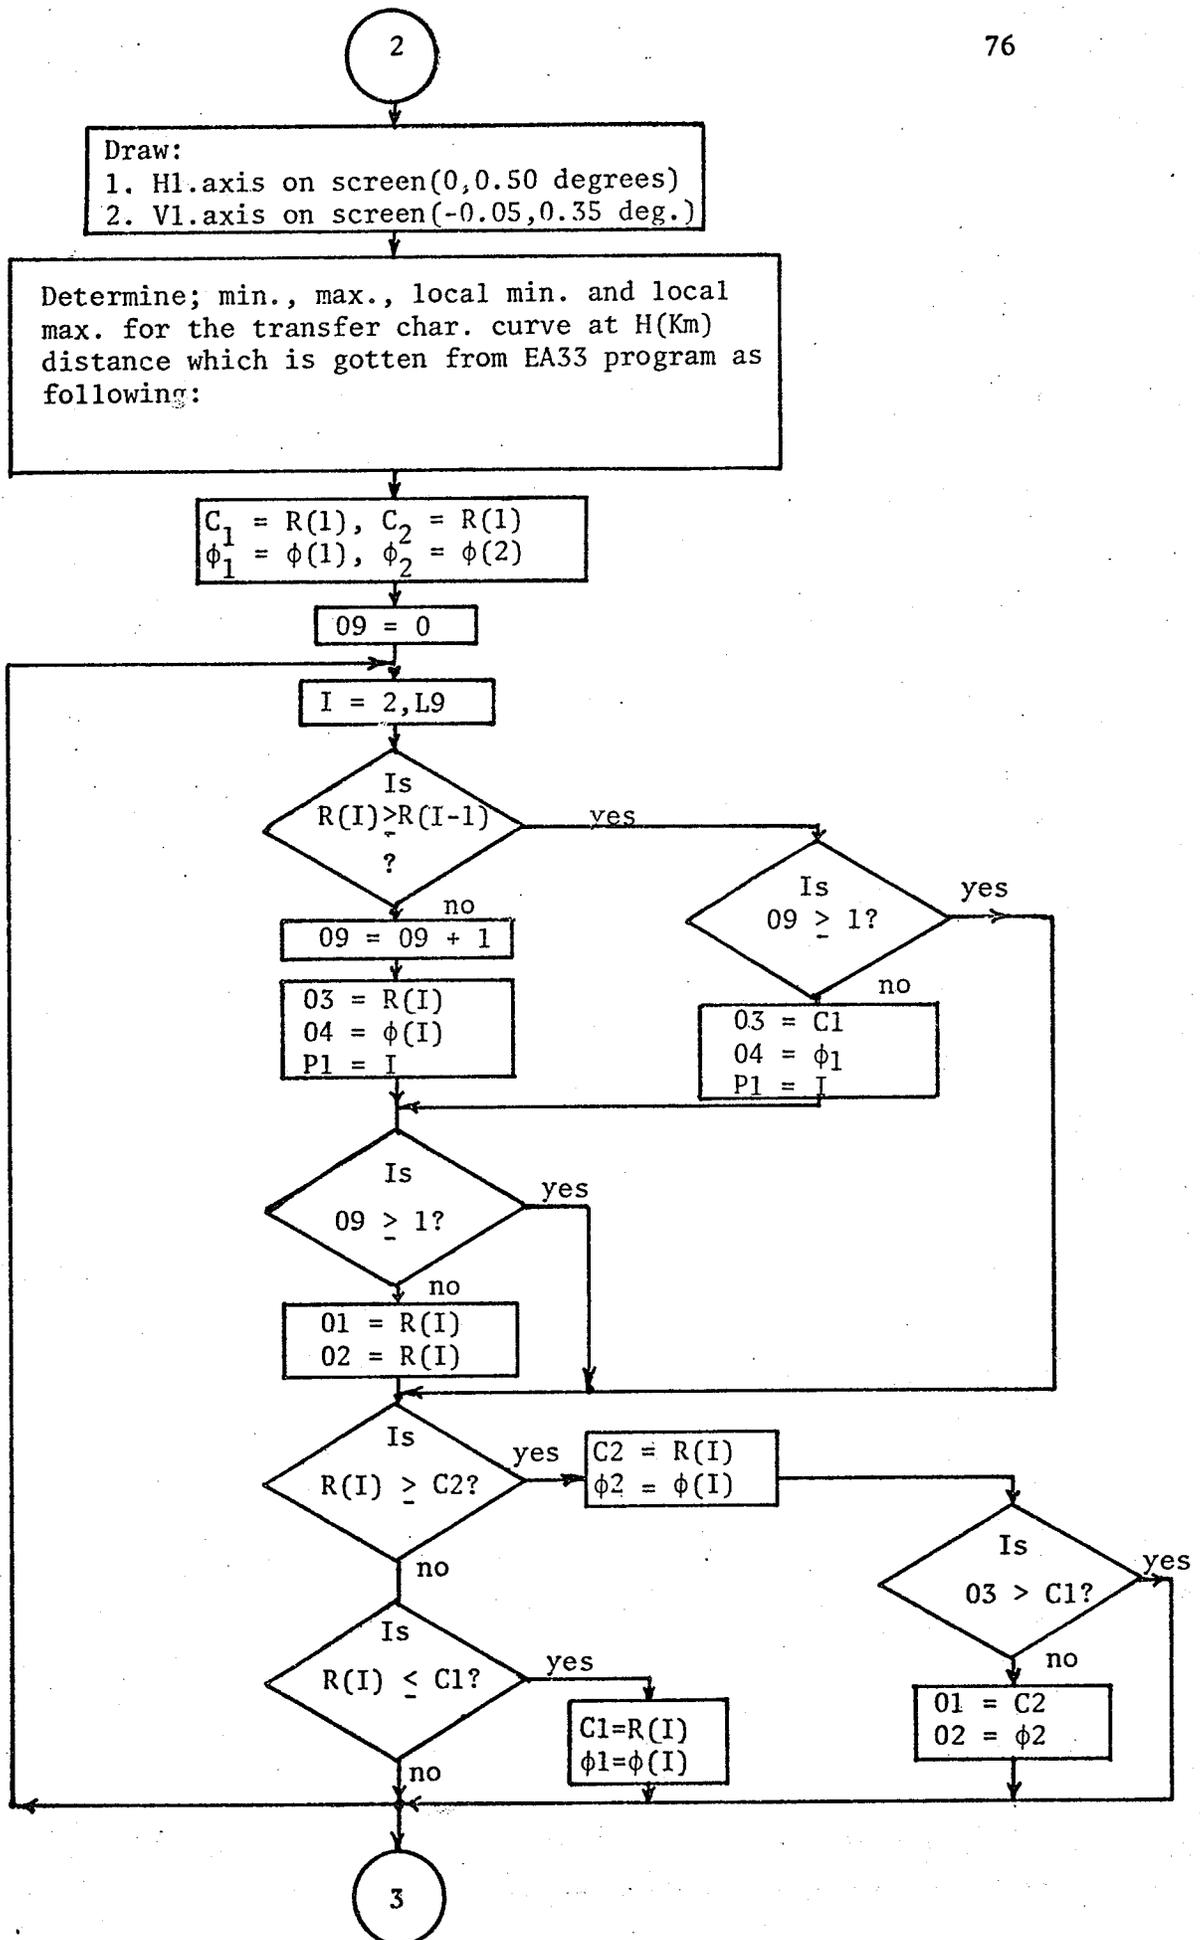 2
76
Draw:
1. H1.axis on screen(0,0.50 degrees)
2. V1.axis on screen(-0.05,0.35 deg.)
Determine; min., max., local min. and local
max. for the transfer char. curve at H(Km)
distance which is gotten from EA33 program as
following:
C1 = R(1), C2 = R(1)
ϕ1 = ϕ(1), ϕ2 = ϕ(2)
09 = 0
I = 2,L9
Is
R(I)≥R(I-1)
?
yes
no
Is
09 ≥ 1?
yes
no
09 = 09 + 1
03 = R(I)
04 = ϕ(I)
P1 = I
03 = C1
04 = ϕ1
P1 = I
Is
09 ≥ 1?
yes
no
01 = R(I)
02 = R(I)
Is
R(I) ≥ C2?
yes
C2 = R(I)
ϕ2 = ϕ(I)
no
Is
03 > C1?
yes
no
01 = C2
02 = ϕ2
Is
R(I) ≤ C1?
yes
C1=R(I)
ϕ1=ϕ(I)
no
3